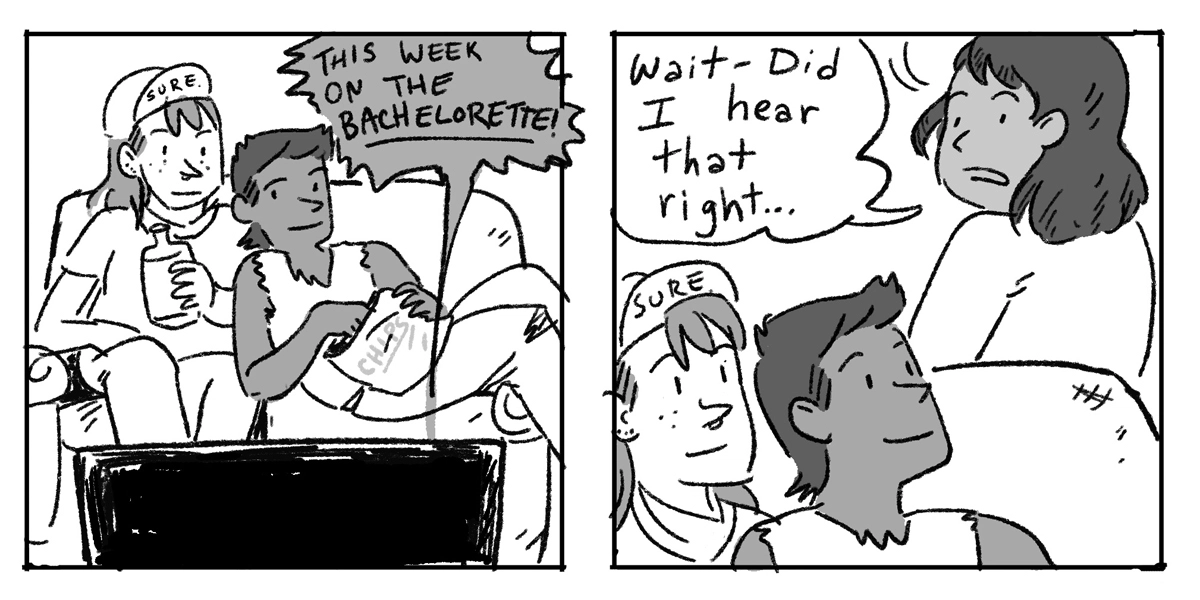 SURE.
THIS WEEK
ON THE
BACHELORETTE!
CHIPS
Wait- Did
I hear
that
right...
SURE.